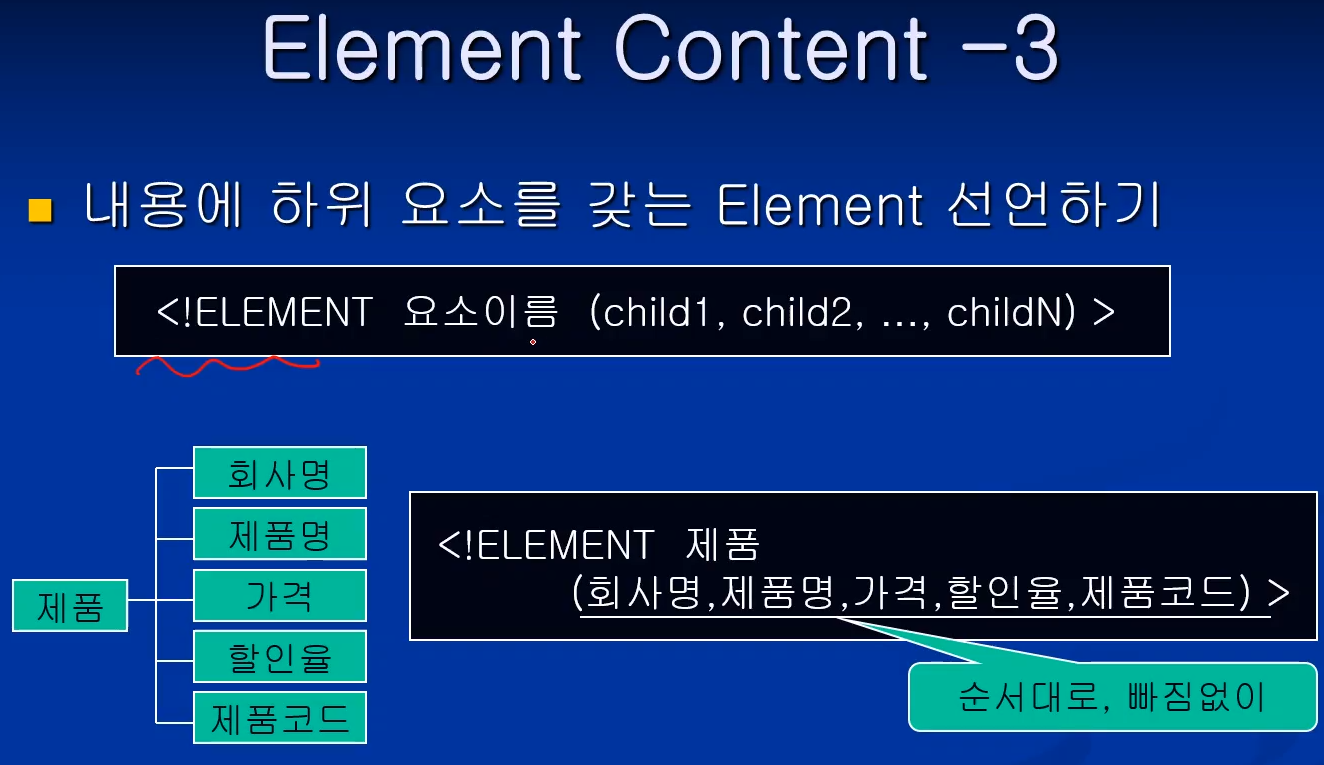 Element Content -3
내용에 하위 요소를 갖는 Element 선언하기
<!ELEMENT 요소이름 (child1, child2, ..., childN) >
회사명
제품명
가격
할인율
제품코드
제품
<!ELEMENT 제품
(회사명,제품명,가격,할인율,제품코드) >
순서대로, 빠짐없이